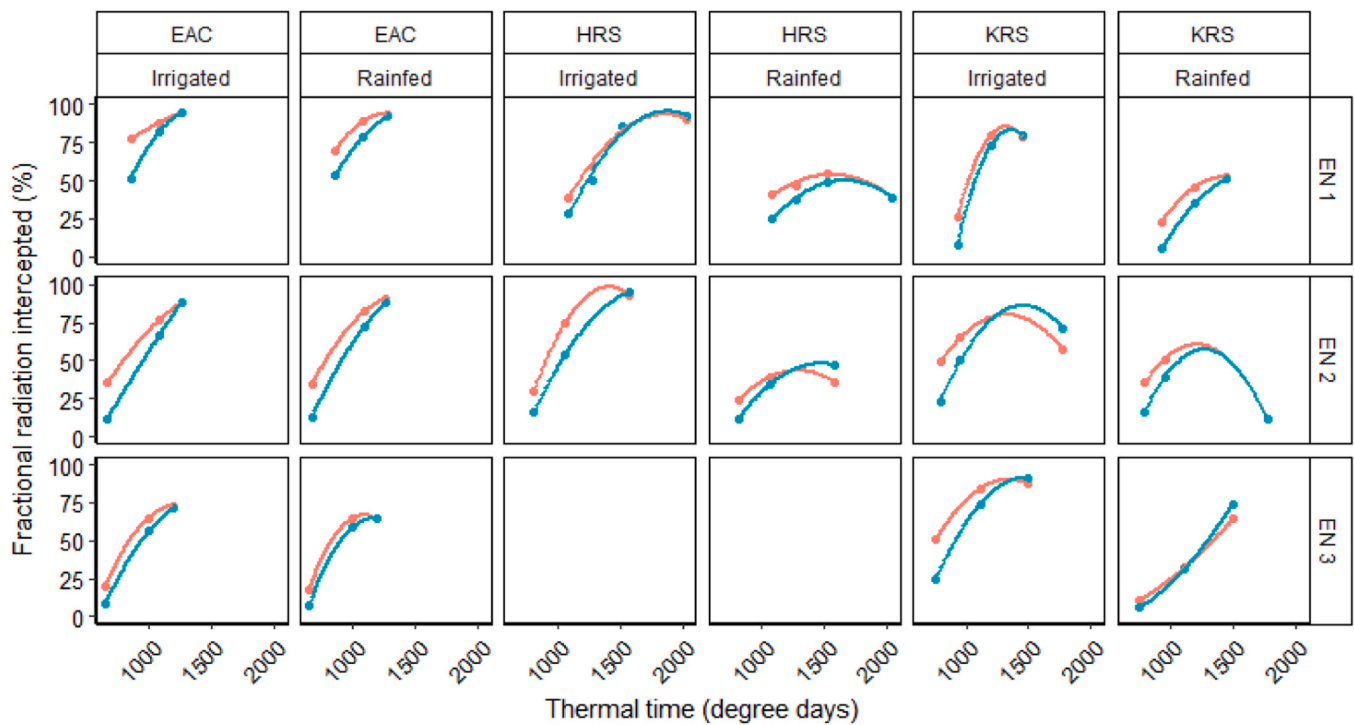 EAC EAC HRS HRS KRS KRS
Irrigated Rainfed Irrigated Rainfed Irrigated Rainfed
Fractional radiation intercepted (%)
100
75
50
25
0
EN 1
100
75
50
25
0
EN 2
100
75
50
25
0
EN 3
1000 1500 2000 1000 1500 2000 1000 1500 2000 1000 1500 2000 1000 1500 2000 1000 1500 2000
Thermal time (degree days)